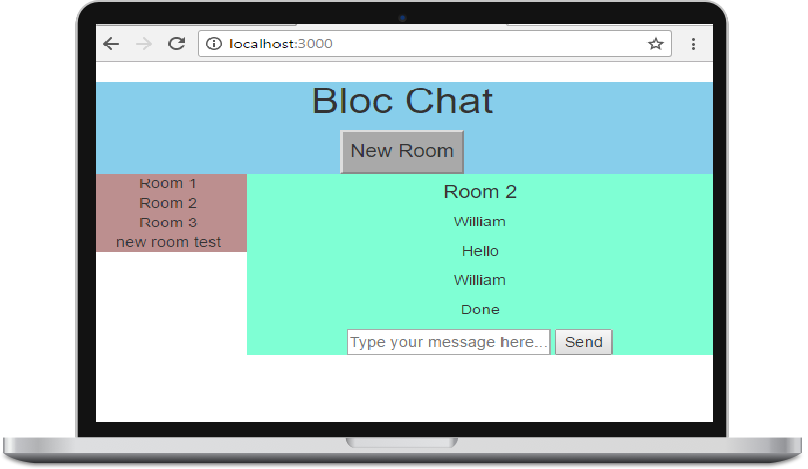 localhost:3000
Bloc Chat
New Room
Room 1
Room 2
Room 3
new room test
Room 2
William
Hello
William
Done
Type your message here...
Send